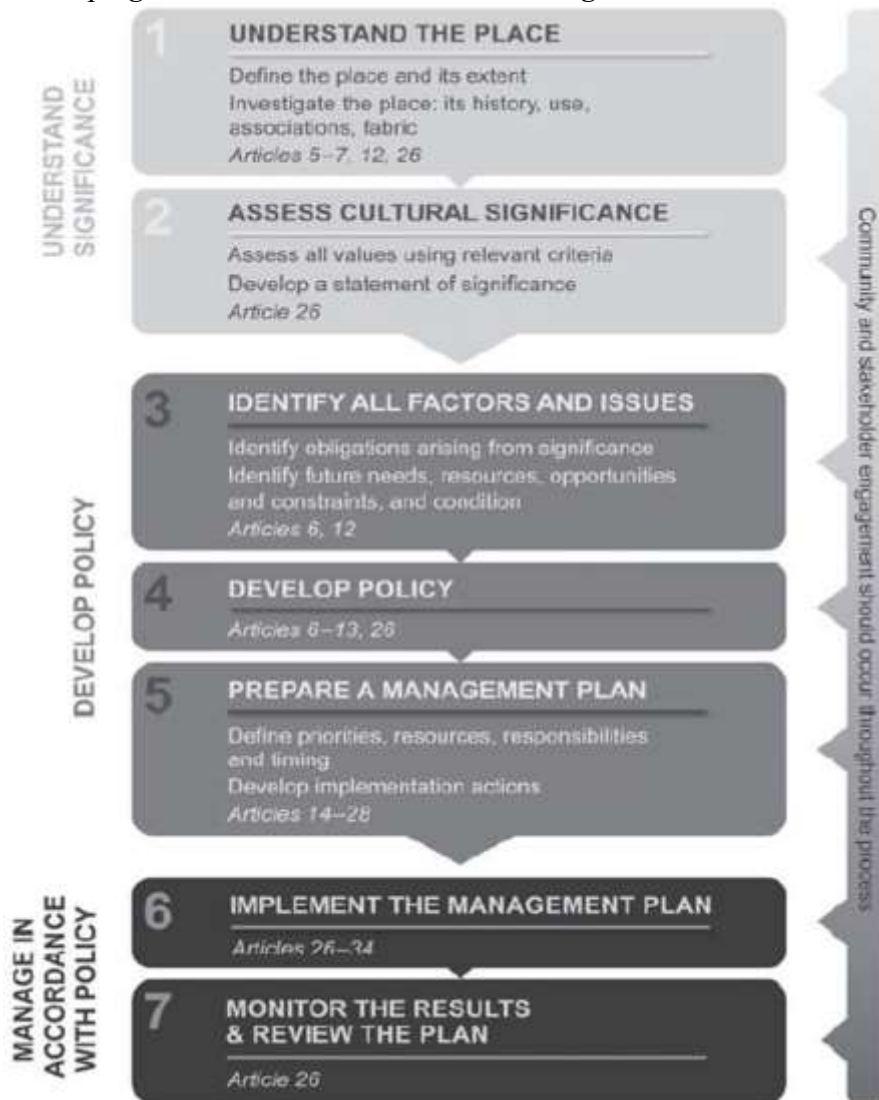 UNDERSTAND
SIGNIFICANCE
1
UNDERSTAND THE PLACE
Define the place and its extent
Investigate the place: its history, use,
associations, fabric
Articles 5–7, 12, 26
2
ASSESS CULTURAL SIGNIFICANCE
Assess all values using relevant criteria
Develop a statement of significance
Article 26
DEVELOP POLICY
3
IDENTIFY ALL FACTORS AND ISSUES
Identify obligations arising from significance
Identify future needs, resources, opportunities
and constraints, and condition
Articles 6, 12
4
DEVELOP POLICY
Articles 6–13, 26
5
PREPARE A MANAGEMENT PLAN
Define priorities, resources, responsibilities
and timing
Develop implementation actions
Articles 14–28
MANAGE IN
ACCORDANCE
WITH POLICY
6
IMPLEMENT THE MANAGEMENT PLAN
Articles 26–34
7
MONITOR THE RESULTS
& REVIEW THE PLAN
Article 26
Community and stakeholder engagement should occur throughout the process